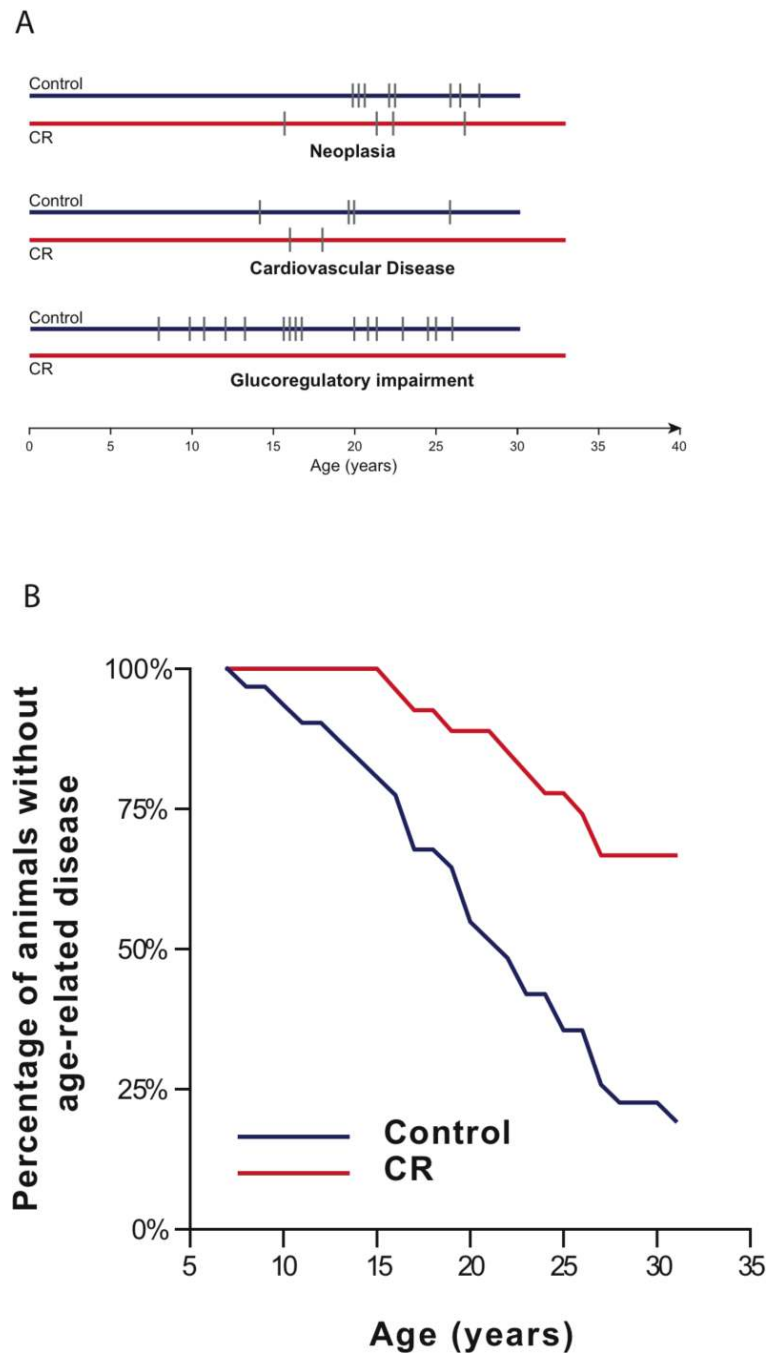 A
Control
CR
Neoplasia
Control
CR
Cardiovascular Disease
Control
CR
Glucoregulatory impairment
0 5 10 15 20 25 30 35 40
Age (years)
B
Percentage of animals without
age-related disease
100%
75%
50%
25%
0%
Control
CR
5 10 15 20 25 30 35
Age (years)